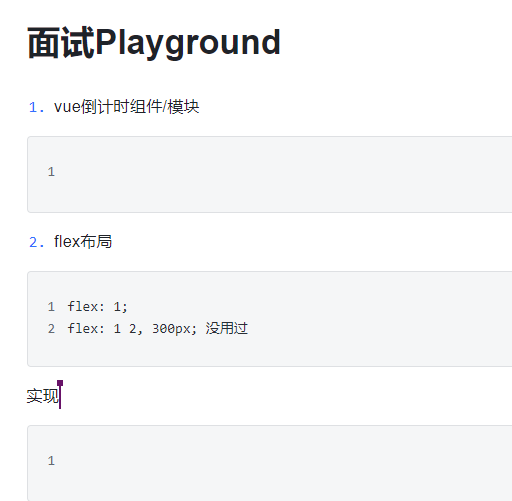 面试Playground
1. vue倒计时组件/模块
1
2. flex布局
1 flex: 1;
2 flex: 1 2, 300px; 没用过
实现
1